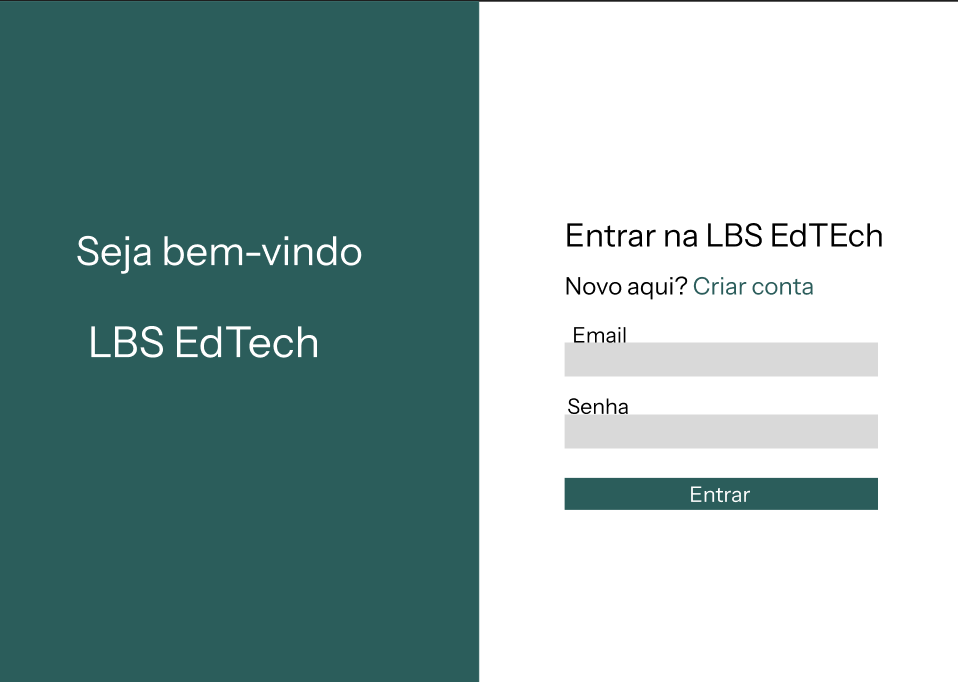 Seja bem-vindo
LBS EdTech
Entrar na LBS EdTEch
Novo aqui? Criar conta
Email
Senha
Entrar